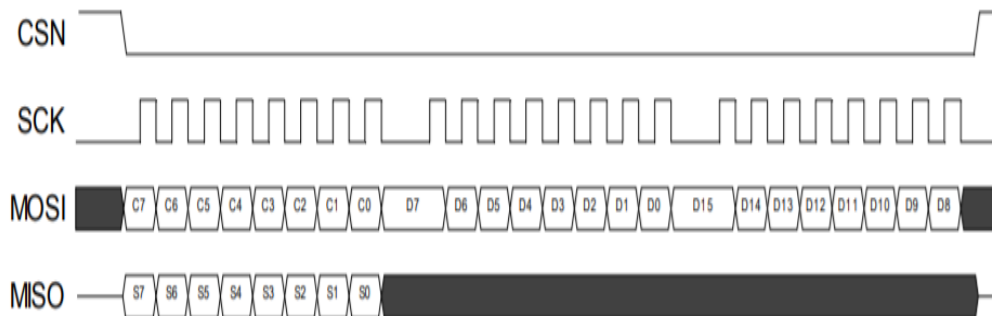 CSN
SCK
MOSI C7 C6 C5 C4 C3 C2 C1 C0 D7 D6 D5 D4 D3 D2 D1 D0 D15 D14 D13 D12 D11 D10 D9 D8
MISO S7 S6 S5 S4 S3 S2 S1 S0